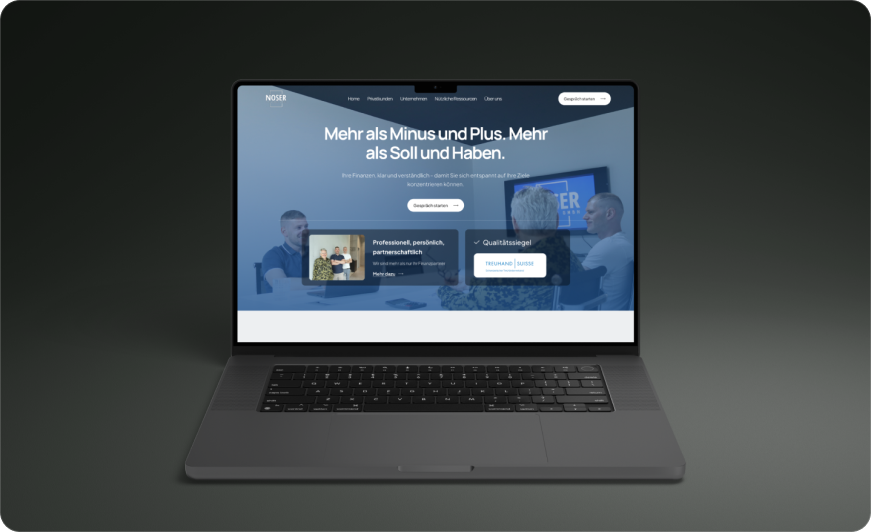 NOSER
Home Privatkunden Unternehmen Nützliche Ressourcen Über uns
Gespräch starten
Mehr als Minus und Plus. Mehr
als Soll und Haben.
Ihre Finanzen, klar und verständlich – damit Sie sich entspannt auf Ihre Ziele
konzentrieren können.
Gespräch starten
SER
Professionell, persönlich,
partnerschaftlich
Wir sind mehr als nur Ihr Finanzpartner
Mehr dazu
Qualitätssiegel
TREUHAND SUISSE